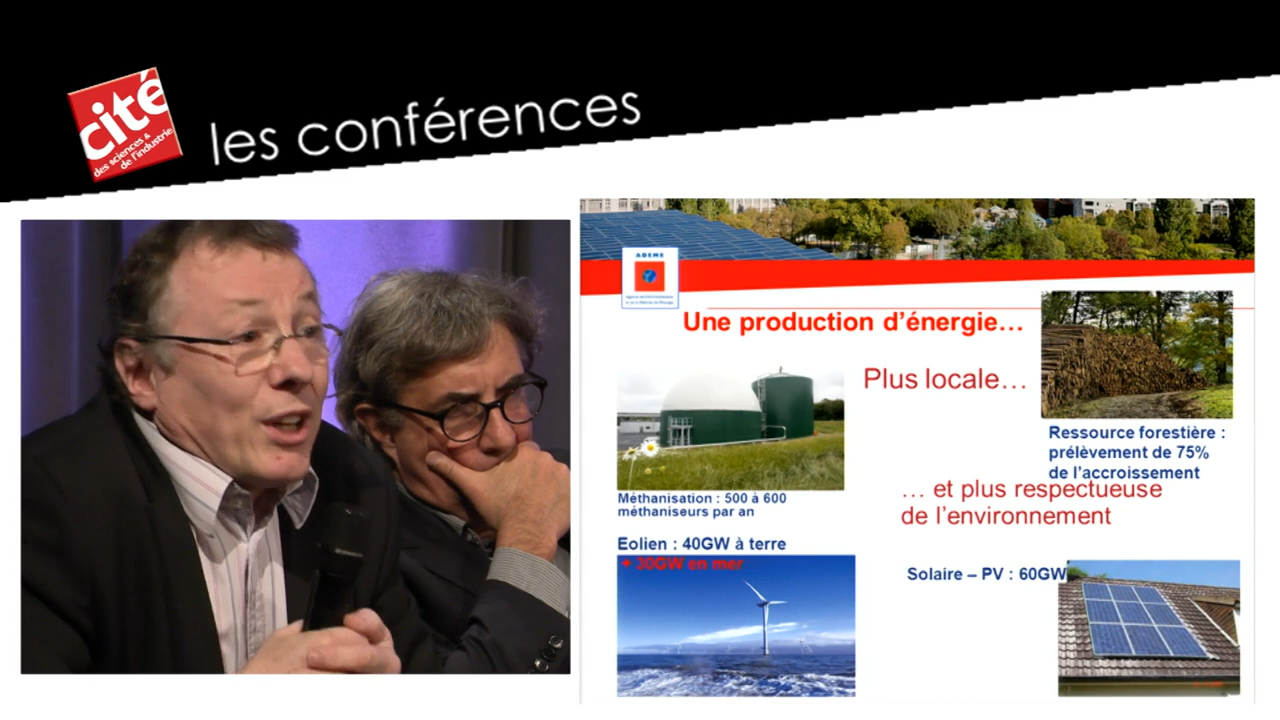 cité
des sciences &
de l'industrie
les conférences
ADEME
Une production d'énergie…
Plus locale…
Ressource forestière :
prélèvement de 75%
de l'accroissement
… et plus respectueuse
de l'environnement
Méthanisation : 500 à 600
méthaniseurs par an
Eolien : 40GW à terre
+ 30GW en mer
Solaire – PV : 60GW